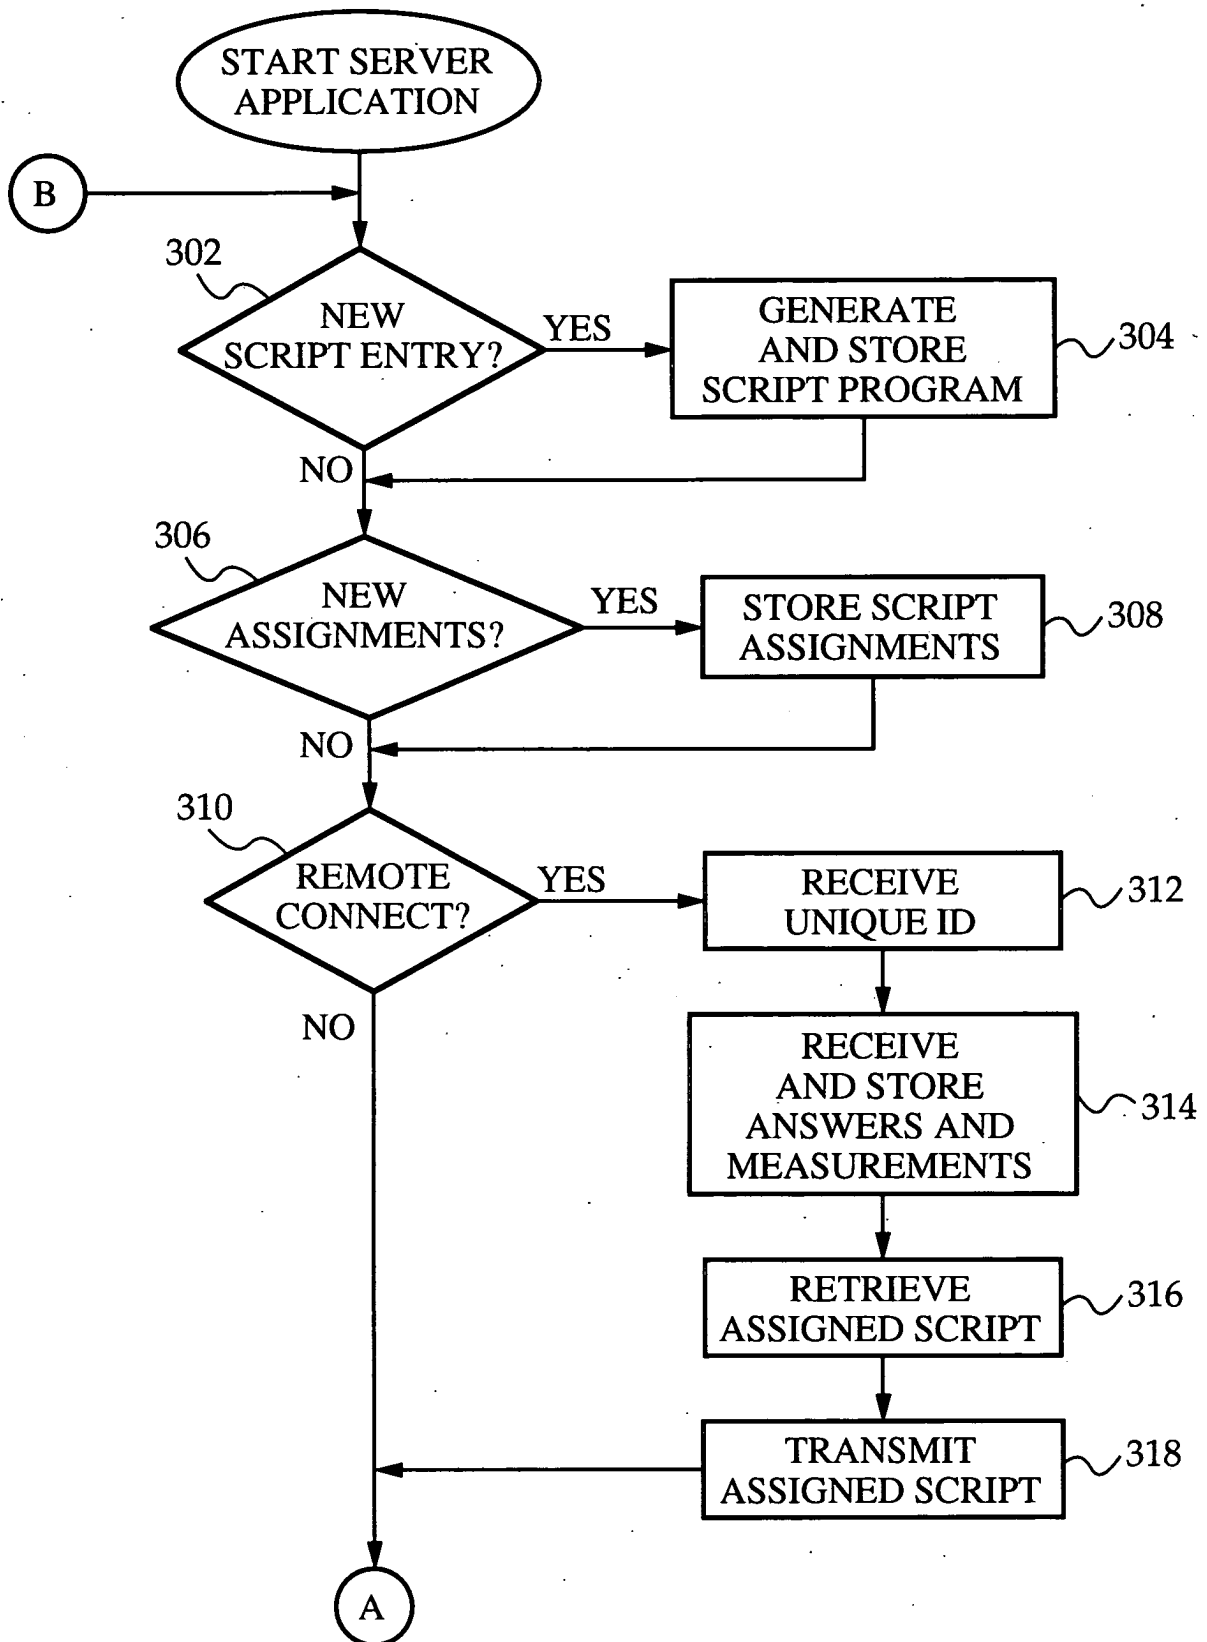 START SERVER
APPLICATION
B
302
NEW
SCRIPT ENTRY?
YES
GENERATE
AND STORE
SCRIPT PROGRAM
304
NO
306
NEW
ASSIGNMENTS?
YES
STORE SCRIPT
ASSIGNMENTS
308
NO
310
REMOTE
CONNECT?
YES
RECEIVE
UNIQUE ID
312
NO
RECEIVE
AND STORE
ANSWERS AND
MEASUREMENTS
314
RETRIEVE
ASSIGNED SCRIPT
316
TRANSMIT
ASSIGNED SCRIPT
318
A